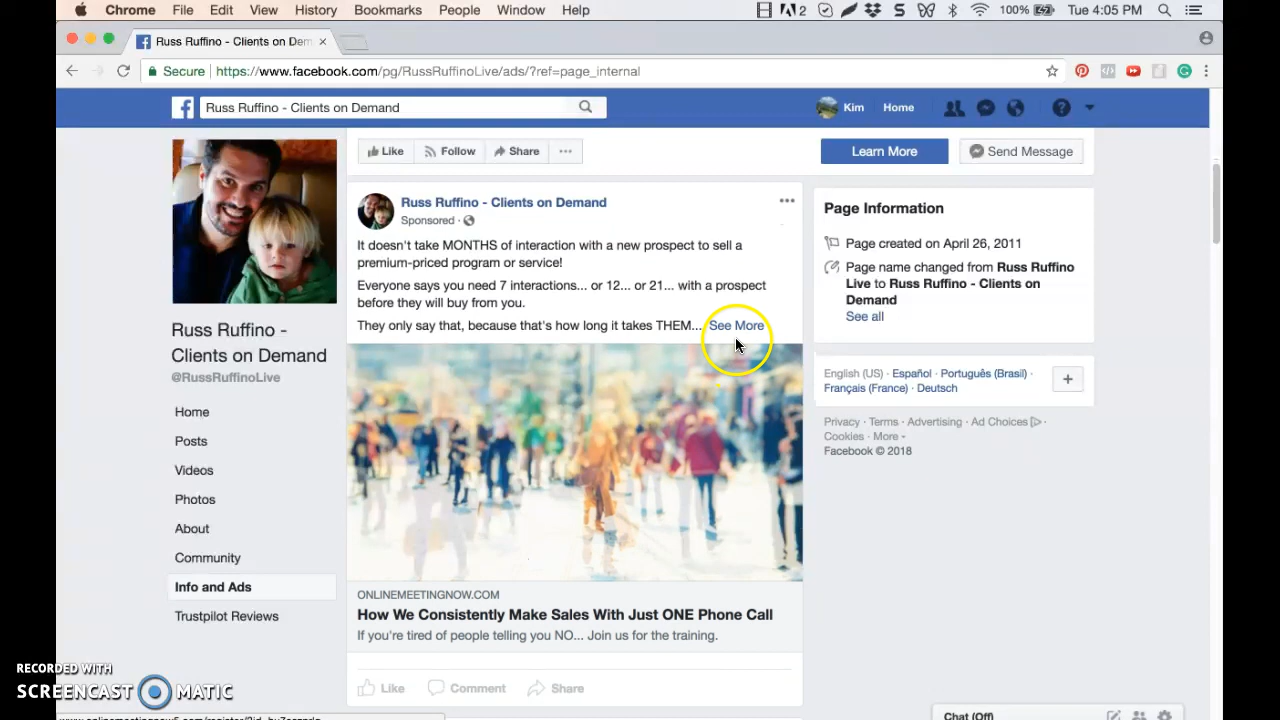 Chrome File Edit View History Bookmarks People Window Help 2 100% Tue 4:05 PM
Russ Ruffino - Clients on Dem ×
Secure https://www.facebook.com/pg/RussRuffinoLive/ads/?ref=page_internal
Russ Ruffino - Clients on Demand Kim Home
Like Follow Share Learn More Send Message
Russ Ruffino - Clients on Demand
Sponsored ·
It doesn't take MONTHS of interaction with a new prospect to sell a
premium-priced program or service!
Everyone says you need 7 interactions... or 12... or 21... with a prospect
before they will buy from you.
They only say that, because that's how long it takes THEM... See More
ONLINEMEETINGNOW.COM
How We Consistently Make Sales With Just ONE Phone Call
If you're tired of people telling you NO... Join us for the training.
Like Comment Share
Page Information
Page created on April 26, 2011
Page name changed from Russ Ruffino
Live to Russ Ruffino - Clients on
Demand
See all
English (US) · Español · Português (Brasil) ·
Français (France) · Deutsch
Privacy · Terms · Advertising · Ad Choices ·
Cookies · More
Facebook © 2018
Russ Ruffino -
Clients on Demand
@RussRuffinoLive
Home
Posts
Videos
Photos
About
Community
Info and Ads
Trustpilot Reviews
RECORDED WITH
SCREENCAST MATIC
Chat (Off)